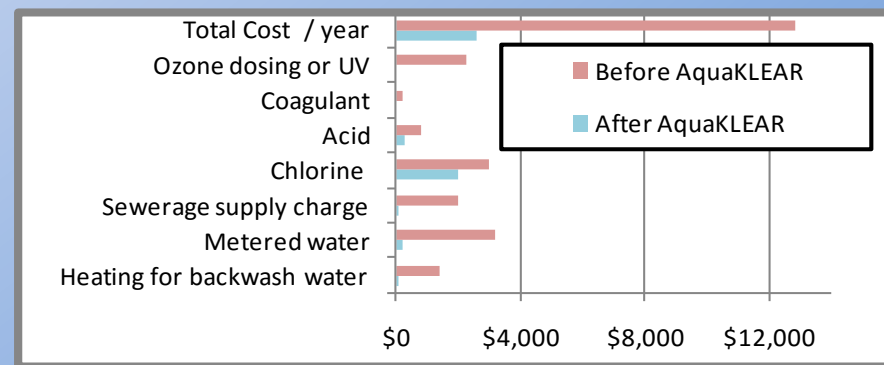 Total Cost / year
Ozone dosing or UV
Coagulant
Acid
Chlorine
Sewerage supply charge
Metered water
Heating for backwash water
Before AquaKLEAR
After AquaKLEAR
$0 $4,000 $8,000 $12,000